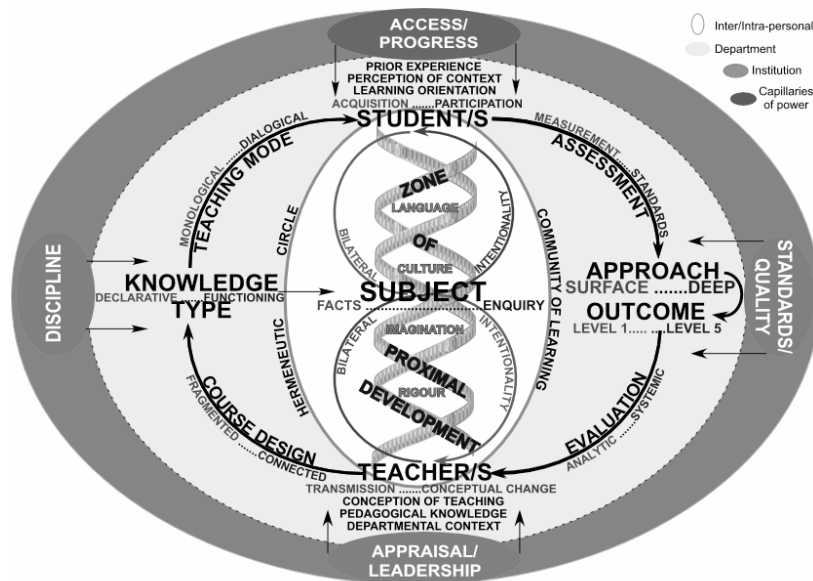 ACCESS/
PROGRESS
Inter/Intra-personal
Department
Institution
Capillaries
of power
PRIOR EXPERIENCE
PERCEPTION OF CONTEXT
LEARNING ORIENTATION
ACQUISITION .......PARTICIPATION
STUDENT/S
MONOLOGICAL ......DIALOGICAL
TEACHING MODE
MEASUREMENT.....STANDARDS
ASSESSMENT
ZONE
LANGUAGE
OF
CULTURE
BILATERAL
INTENTIONALITY
HERMENEUTIC CIRCLE
COMMUNITY OF LEARNING
DISCIPLINE
KNOWLEDGE
DECLARATIVE ......FUNCTIONING
TYPE
SUBJECT
FACTS ...............................ENQUIRY
APPROACH
SURFACE .......DEEP
OUTCOME
LEVEL 1..... .....LEVEL 5
STANDARDS/
QUALITY
IMAGINATION
BILATERAL
INTENTIONALITY
PROXIMAL
RIGOUR
DEVELOPMENT
COURSE DESIGN
FRAGMENTED ......CONNECTED
EVALUATION
ANALYTIC ......SYSTEMIC
TEACHER/S
TRANSMISSION .......CONCEPTUAL CHANGE
CONCEPTION OF TEACHING
PEDAGOGICAL KNOWLEDGE
DEPARTMENTAL CONTEXT
APPRAISAL/
LEADERSHIP